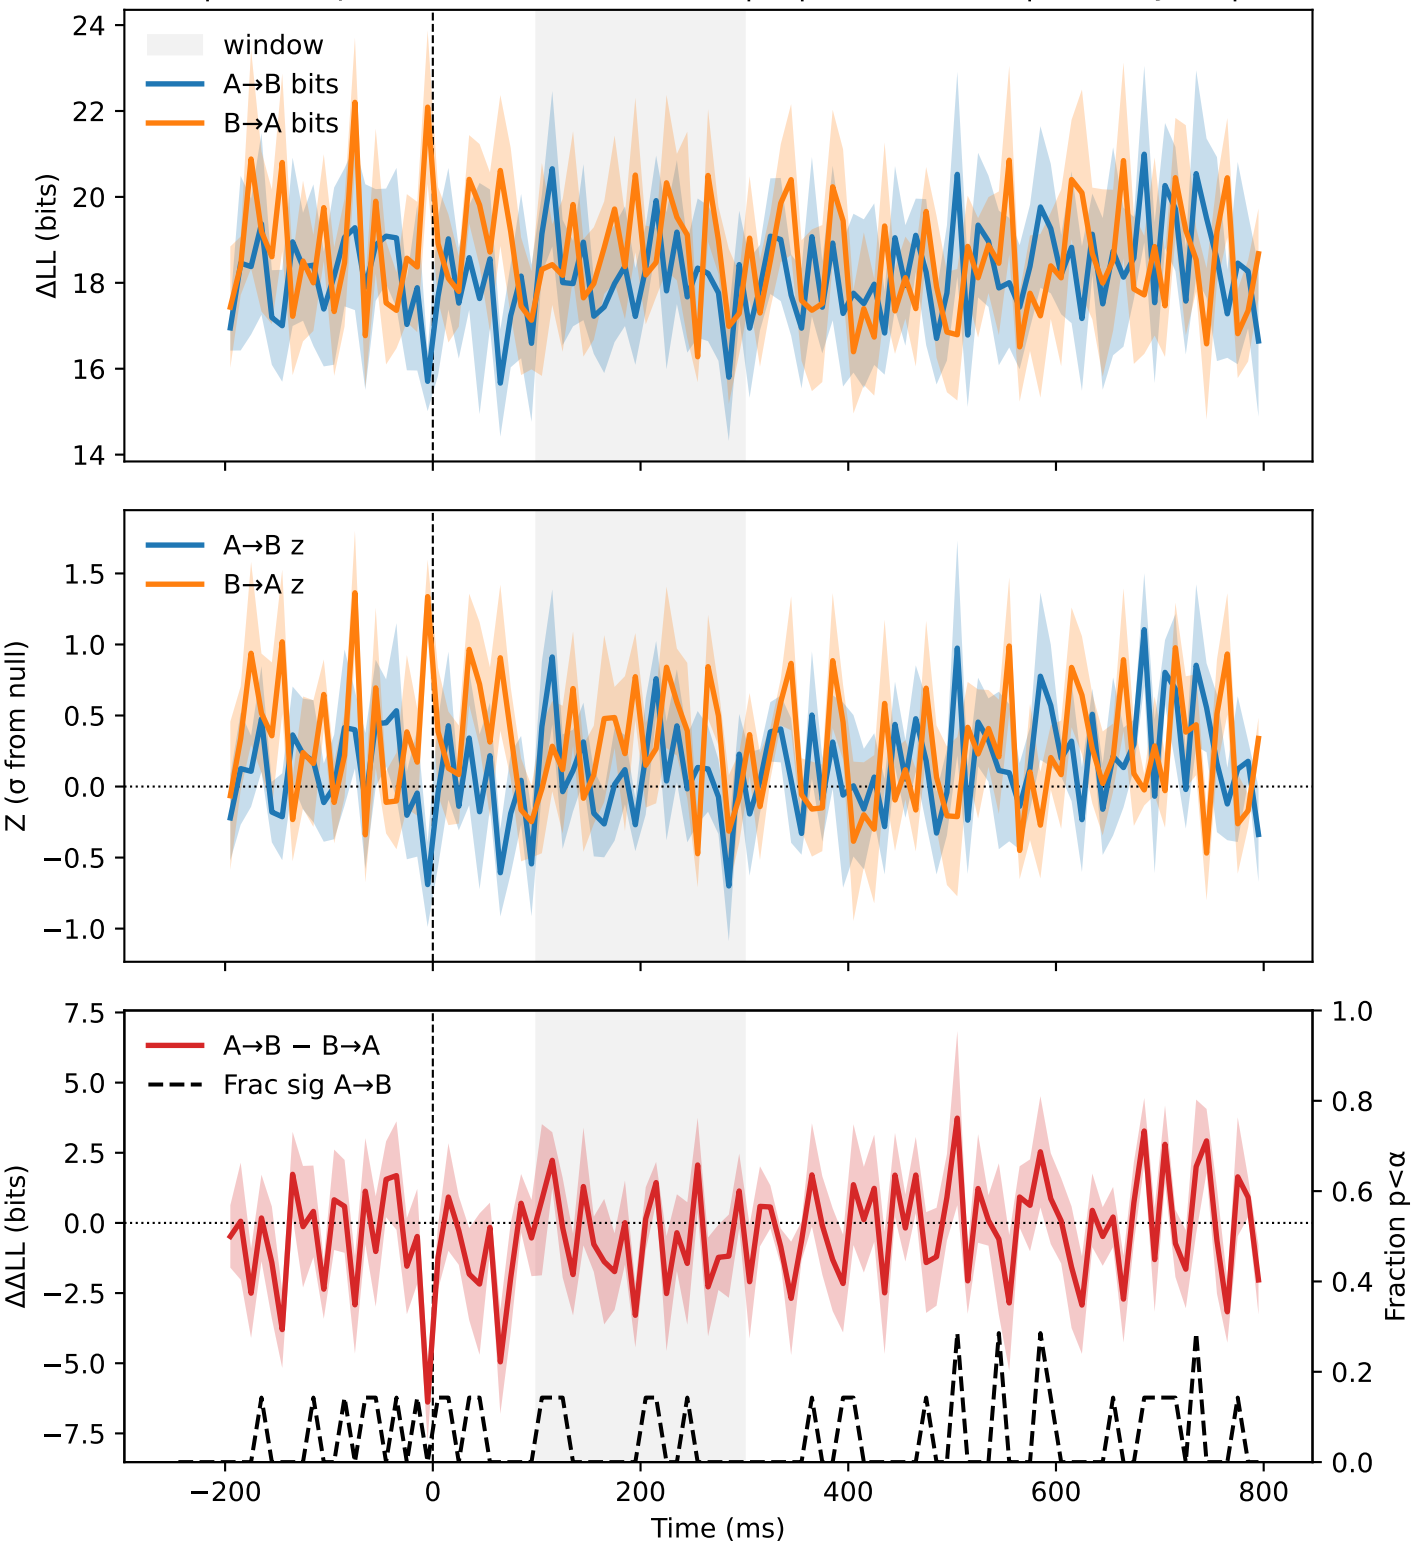 24
22
20
18
16
14
ΔLL (bits)
window
A→B bits
B→A bits
1.5
1.0
0.5
0.0
−0.5
−1.0
Z (σ from null)
A→B z
B→A z
7.5
5.0
2.5
0.0
−2.5
−5.0
−7.5
ΔΔLL (bits)
A→B − B→A
Frac sig A→B
1.0
0.8
0.6
0.4
0.2
0.0
Fraction p<α
−200
0
200
400
600
800
Time (ms)